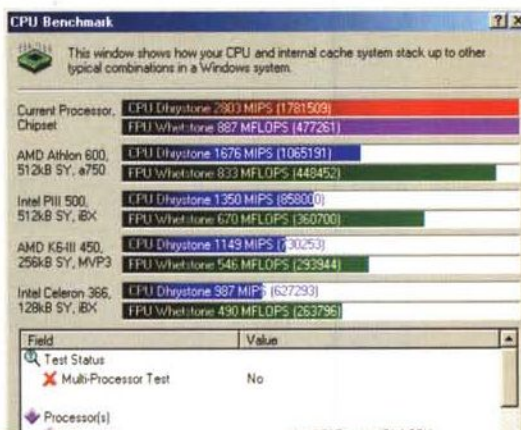 CPU Benchmark
This window shows how your CPU and internal cache system stack up to other
typical combinations in a Windows system.
Current Processor,
Chipset
CPU Dhrystone 2803 MIPS (1781509)
FPU Whetstone 887 MFLOPS (477261)
AMD Athlon 600,
512kB SY, a750
CPU Dhrystone 1676 MIPS (1065191)
FPU Whetstone 833 MFLOPS (448452)
Intel PIII 500,
512kB SY, iBX
CPU Dhrystone 1350 MIPS (858000)
FPU Whetstone 670 MFLOPS (360700)
AMD K6-III 450,
256kB SY, MVP3
CPU Dhrystone 1149 MIPS (730253)
FPU Whetstone 546 MFLOPS (293944)
Intel Celeron 366,
128kB SY, iBX
CPU Dhrystone 987 MIPS (627293)
FPU Whetstone 490 MFLOPS (263796)
Field Value
Test Status
Multi-Processor Test No
Processor(s)